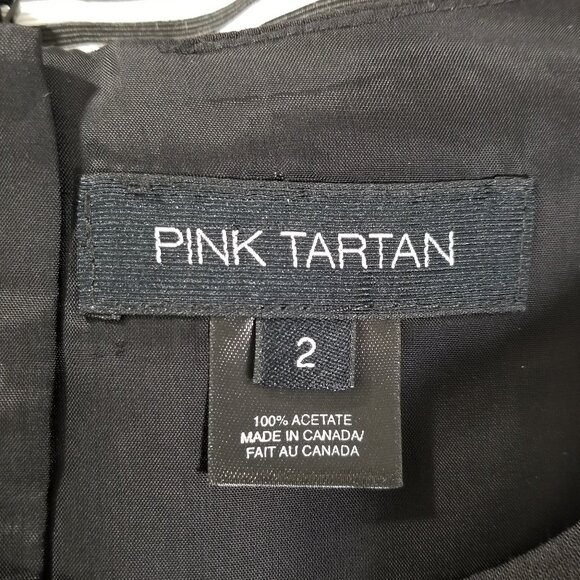 PINK TARTAN
2
100% ACETATE
MADE IN CANADA/
FAIT AU CANADA